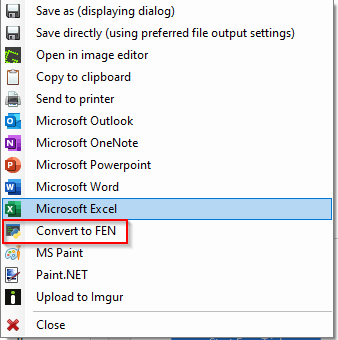 Save as (displaying dialog)
Save directly (using preferred file output settings)
Open in image editor
Copy to clipboard
Send to printer
Microsoft Outlook
Microsoft OneNote
Microsoft Powerpoint
Microsoft Word
Microsoft Excel
Convert to FEN
MS Paint
Paint.NET
Upload to Imgur
Close